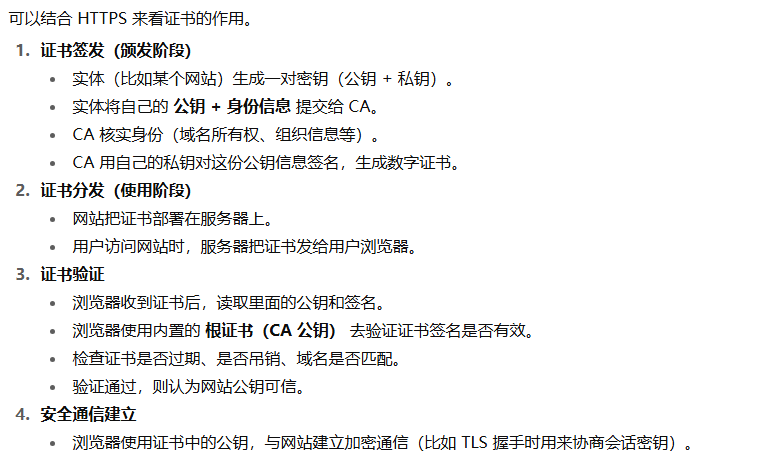 可以结合 HTTPS 来看证书的作用。
1. 证书签发（颁发阶段）
• 实体（比如某个网站）生成一对密钥（公钥 + 私钥）。
• 实体将自己的 公钥 + 身份信息 提交给 CA。
• CA 核实身份（域名所有权、组织信息等）。
• CA 用自己的私钥对这份公钥信息签名，生成数字证书。
2. 证书分发（使用阶段）
• 网站把证书部署在服务器上。
• 用户访问网站时，服务器把证书发给用户浏览器。
3. 证书验证
• 浏览器收到证书后，读取里面的公钥和签名。
• 浏览器使用内置的 根证书（CA 公钥） 去验证证书签名是否有效。
• 检查证书是否过期、是否吊销、域名是否匹配。
• 验证通过，则认为网站公钥可信。
4. 安全通信建立
• 浏览器使用证书中的公钥，与网站建立加密通信（比如 TLS 握手时用来协商会话密钥）。